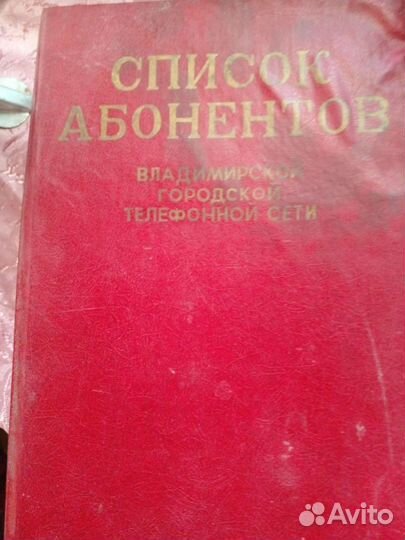 СПИСОК
АБОНЕНТОВ
ВЛАДИМИРСКОЙ
ГОРОДСКОЙ
ТЕЛЕФОННОЙ СЕТИ
Avito